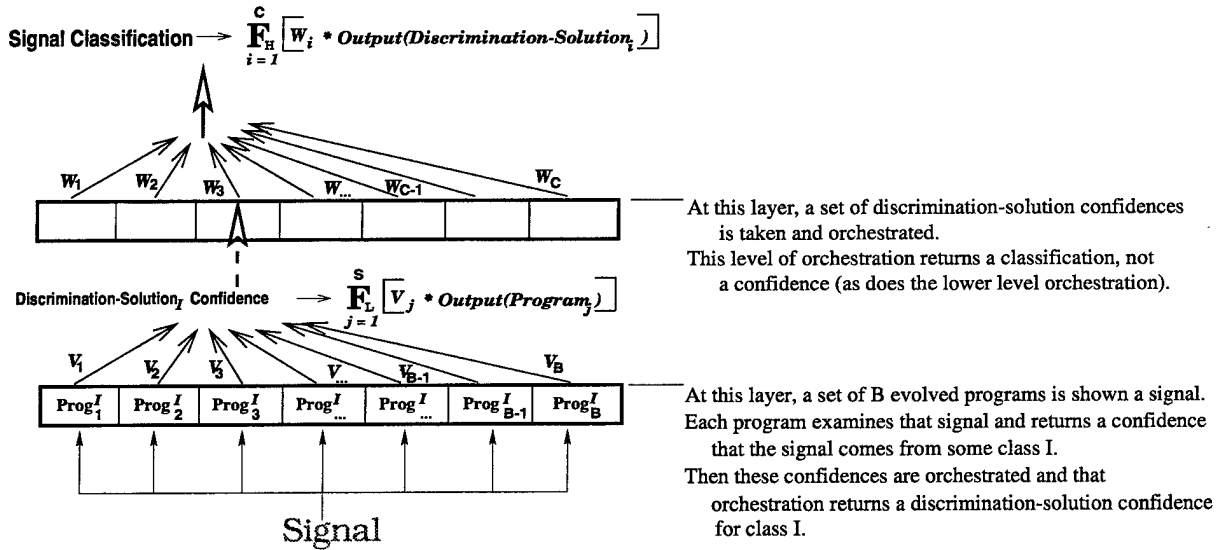 C
Signal Classification → F_H [ W_i * Output(Discrimination-Solution_i) ]
i = 1
W_1 W_2 W_3 W_... W_C-1 W_C
At this layer, a set of discrimination-solution confidences
is taken and orchestrated.
This level of orchestration returns a classification, not
a confidence (as does the lower level orchestration).
S
Discrimination-Solution_I Confidence → F_L [ V_j * Output(Program_j) ]
j = 1
V_1 V_2 V_3 V_... V_B-1 V_B
Prog^I_1 Prog^I_2 Prog^I_3 Prog^I_... Prog^I_... Prog^I_B-1 Prog^I_B
At this layer, a set of B evolved programs is shown a signal.
Each program examines that signal and returns a confidence
that the signal comes from some class I.
Then these confidences are orchestrated and that
orchestration returns a discrimination-solution confidence
for class I.
Signal